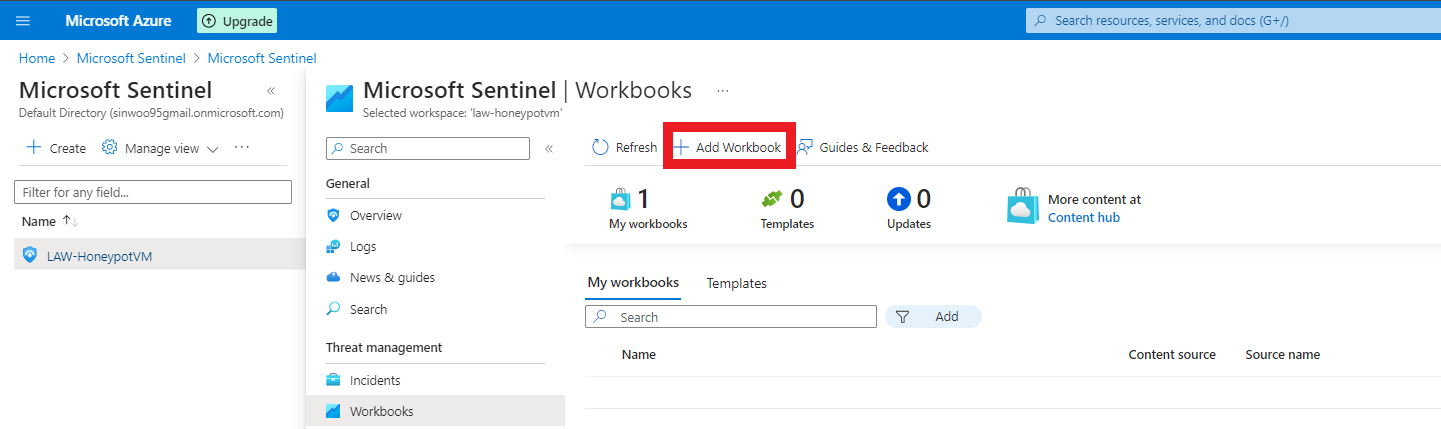 Microsoft Azure
Upgrade
Search resources, services, and docs (G+/)
Home > Microsoft Sentinel > Microsoft Sentinel
Microsoft Sentinel
Default Directory (sinwoo95gmail.onmicrosoft.com)
+ Create
Manage view
...
Filter for any field...
Name
LAW-HoneypotVM
Microsoft Sentinel | Workbooks
...
Selected workspace: 'law-honeypotvm'
Search
General
Overview
Logs
News & guides
Search
Threat management
Incidents
Workbooks
Refresh
+ Add Workbook
Guides & Feedback
1
My workbooks
0
Templates
0
Updates
More content at
Content hub
My workbooks
Templates
Search
Add
Name
Content source
Source name